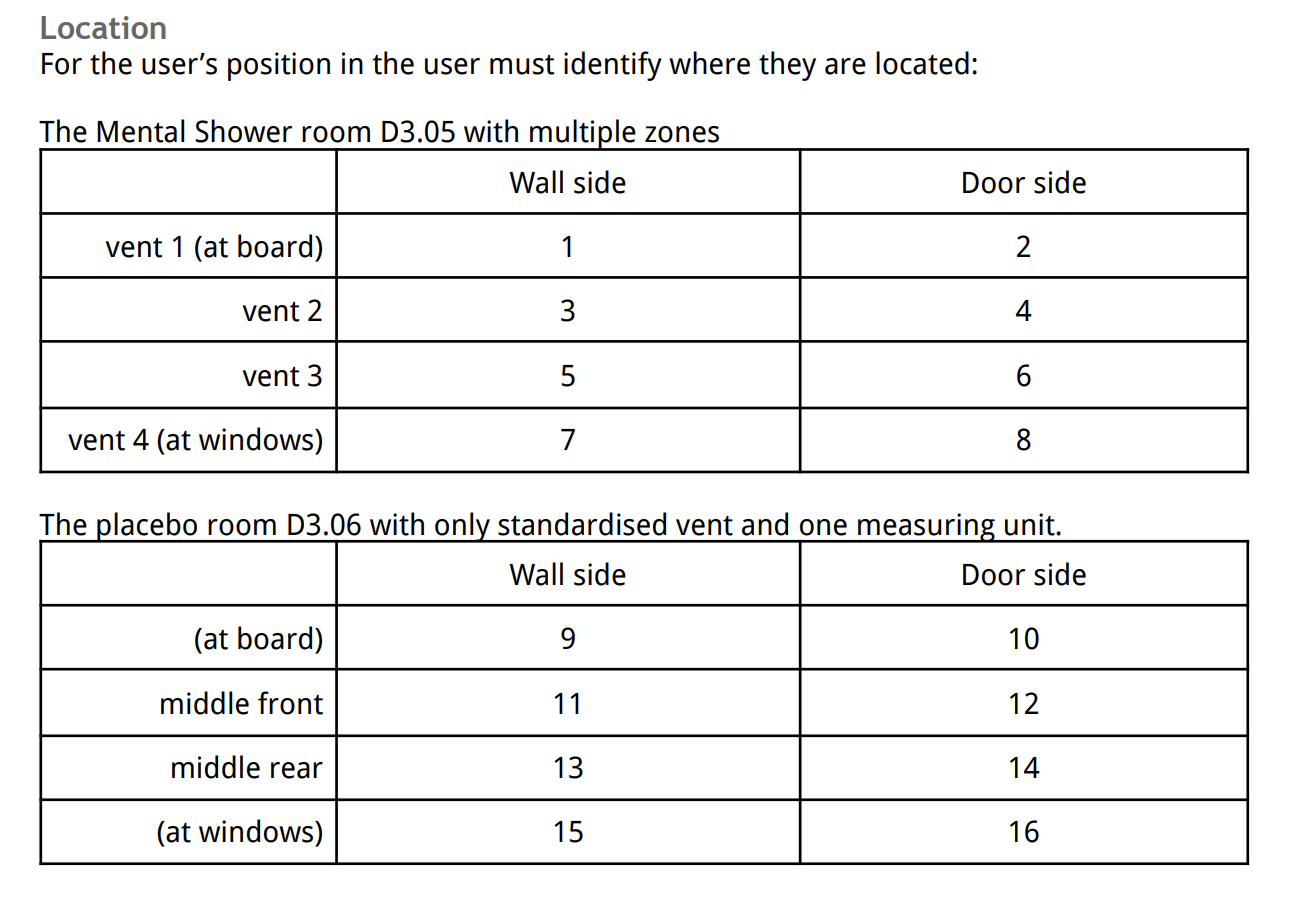 Location
For the user’s position in the user must identify where they are located:
The Mental Shower room D3.05 with multiple zones
Wall side Door side
vent 1 (at board) 1 2
vent 2 3 4
vent 3 5 6
vent 4 (at windows) 7 8
The placebo room D3.06 with only standardised vent and one measuring unit.
Wall side Door side
(at board) 9 10
middle front 11 12
middle rear 13 14
(at windows) 15 16